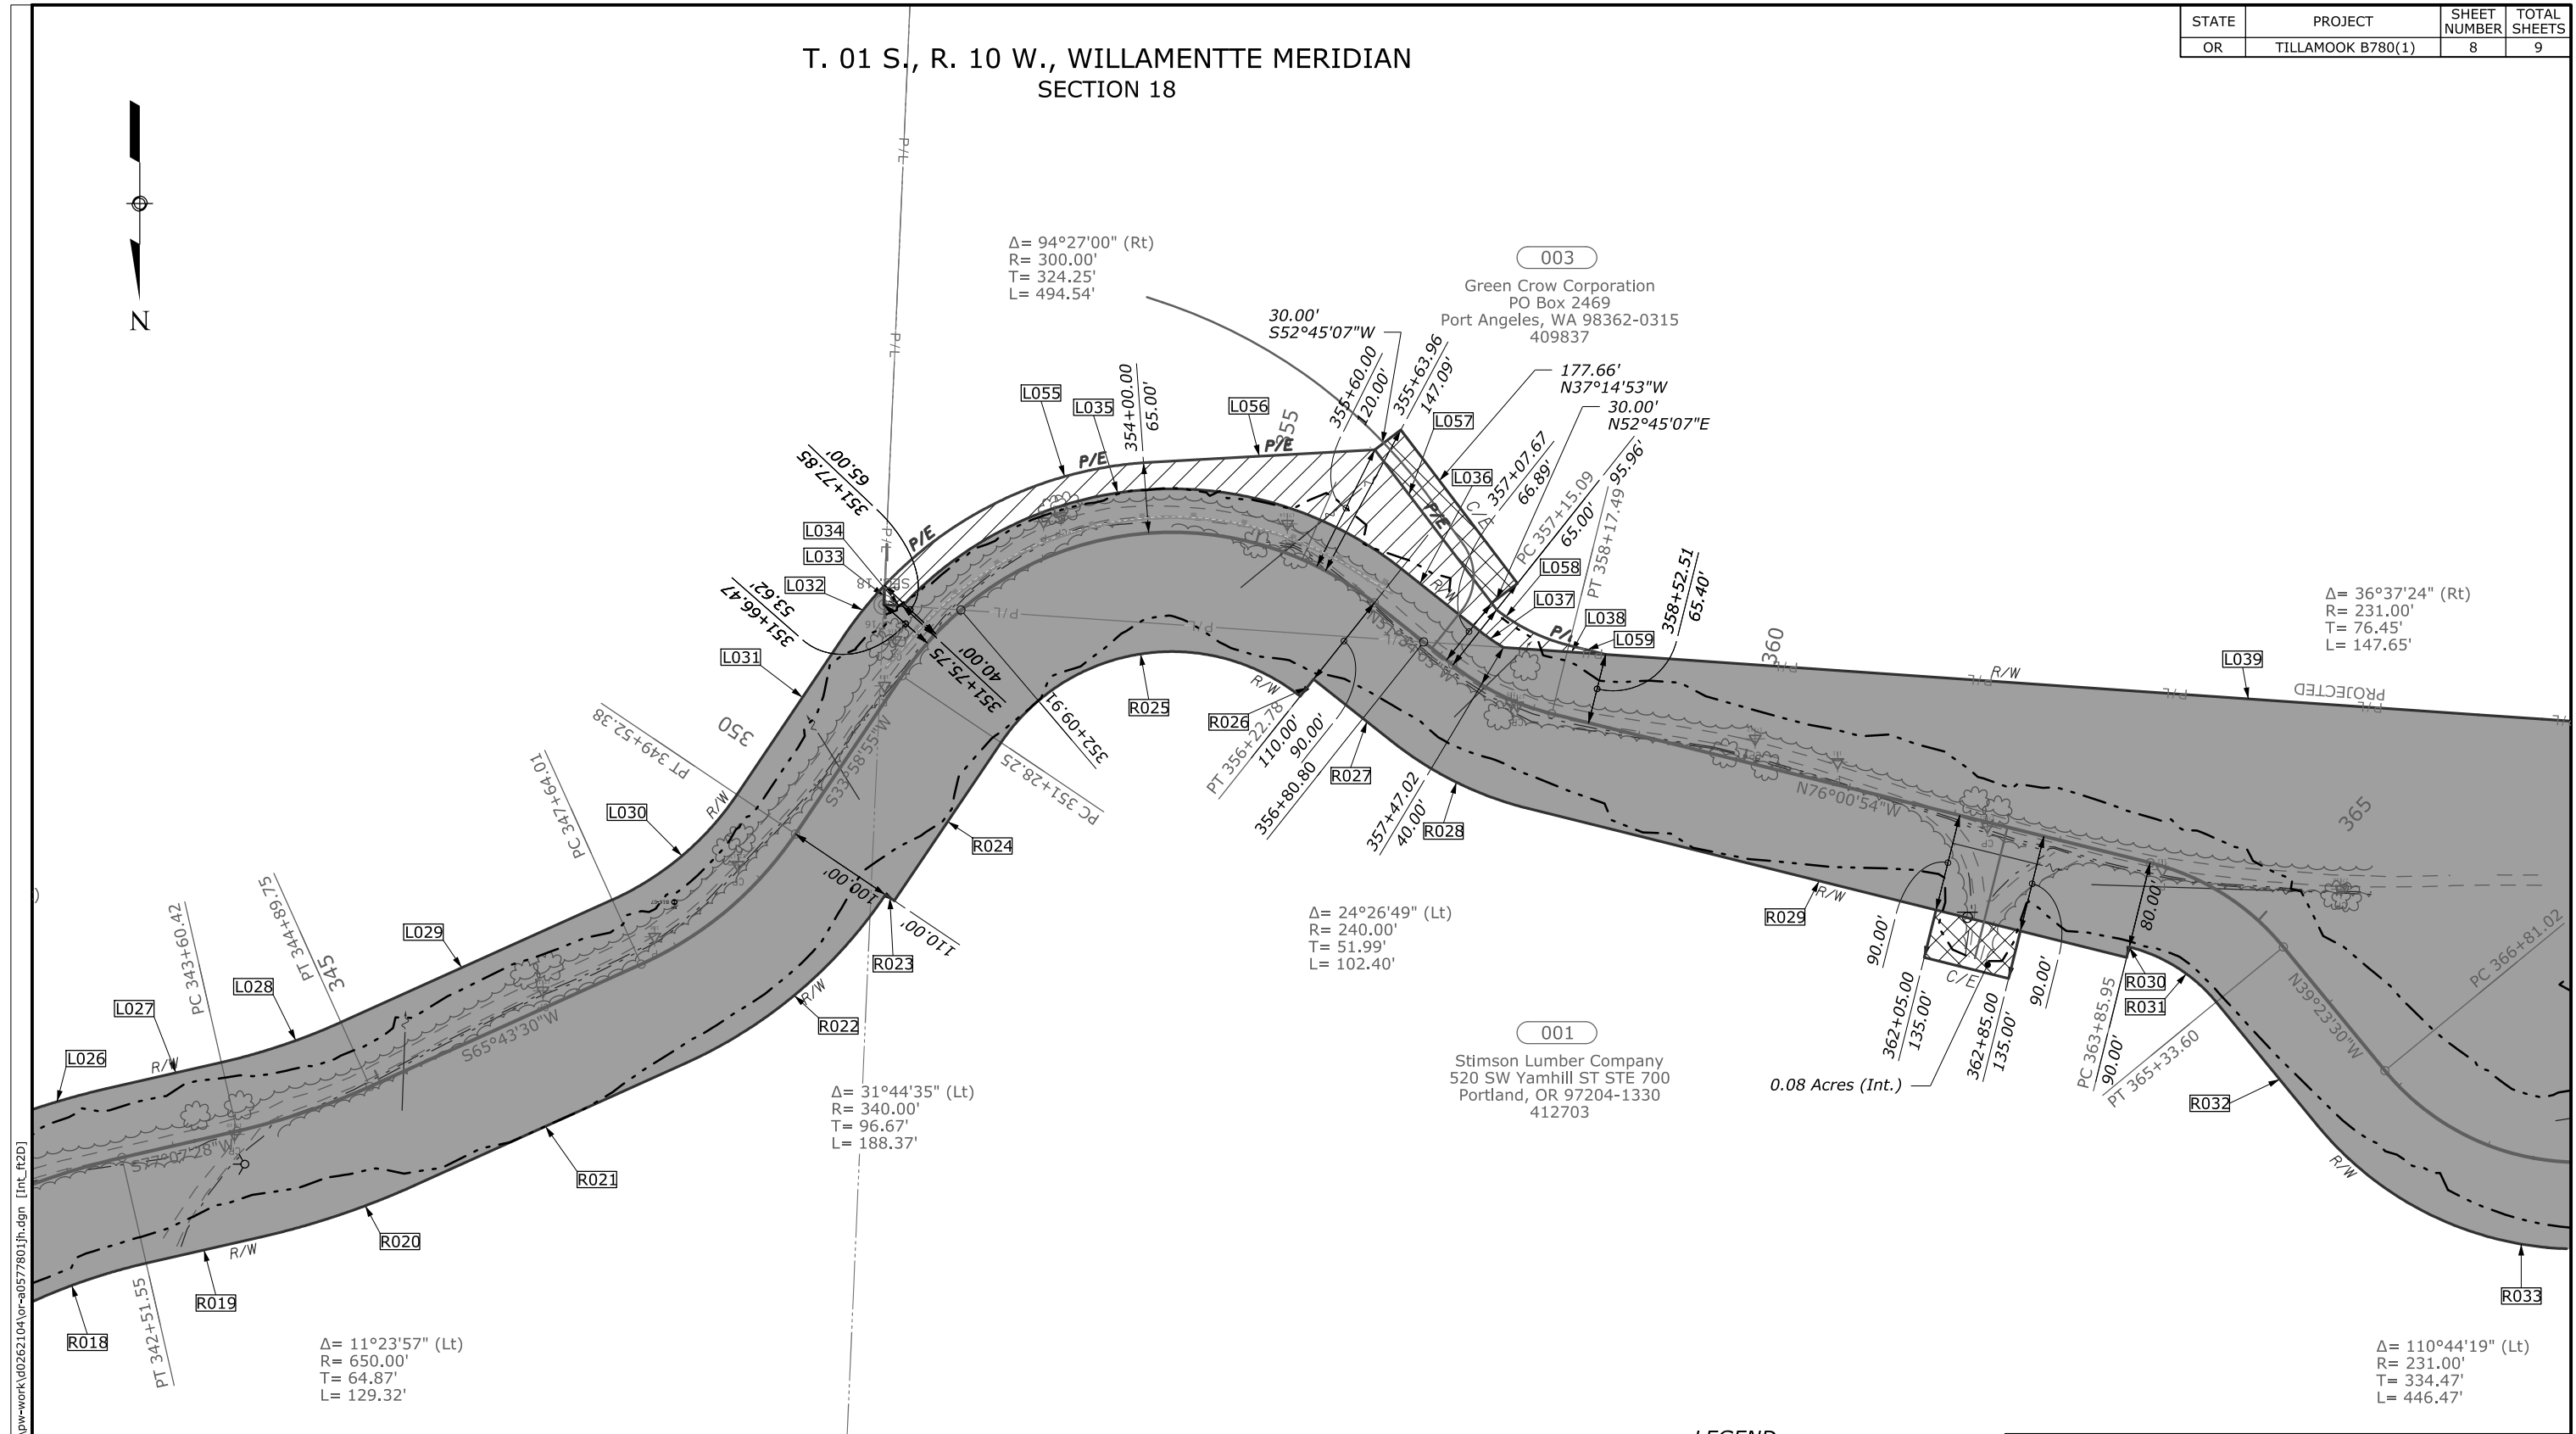 STATE PROJECT SHEET NUMBER TOTAL SHEETS
OR TILLAMOOK B780(1) 8 9
T. 01 S., R. 10 W., WILLAMENTTE MERIDIAN
SECTION 18
N
P/L
P/L
P/L
Δ= 94°27'00" (Rt)
R= 300.00'
T= 324.25'
L= 494.54'
003
Green Crow Corporation
PO Box 2469
Port Angeles, WA 98362-0315
409837
30.00'
S52°45'07"W
177.66'
N37°14'53"W
30.00'
N52°45'07"E
355+60.00
120.00'
355+63.96
147.09'
354+00.00
65.00'
355
L055
L035
L056
L057
L036
P/E
P/E
P/E
P/E
C/E
357+07.67
66.89'
95.96'
PC 357+15.09
65.00'
PT 358+17.49
358+52.51
65.40'
L058
L037
L038
L059
351+77.85
65.00'
L034
L033
L032
351+66.47
53.62'
351+75.75
40.00'
352+09.91
L031
350
PT 349+52.38
PC 347+64.01
L030
R/W
S33°58'55"W
PC 351+28.25
R025
R/W
R026
PT 356+22.78
110.00'
90.00'
356+80.80
R027
357+47.02
40.00'
R028
R024
100.00'
110.00'
R023
R/W
R022
R/W
P/L
P/L
360
P/L
R/W
P/L
L039
P/L
PROJECTED
P/L
P/L
Δ= 36°37'24" (Rt)
R= 231.00'
T= 76.45'
L= 147.65'
N76°00'54"W
365
R029
R/W
90.00'
362+05.00
135.00'
C/E
362+85.00
135.00'
90.00'
0.08 Acres (Int.)
80.00'
PC 363+85.95
90.00'
R030
R031
PT 365+33.60
N39°23'30"W
PC 366+81.02
R032
R/W
R033
Δ= 24°26'49" (Lt)
R= 240.00'
T= 51.99'
L= 102.40'
001
Stimson Lumber Company
520 SW Yamhill ST STE 700
Portland, OR 97204-1330
412703
L029
345
PT 344+89.75
L028
PC 343+60.42
L027
R/W
L026
S65°43'30"W
S77°07'28"W
R021
R020
R/W
R019
R018
PT 342+51.55
Δ= 31°44'35" (Lt)
R= 340.00'
T= 96.67'
L= 188.37'
Δ= 11°23'57" (Lt)
R= 650.00'
T= 64.87'
L= 129.32'
Δ= 110°44'19" (Lt)
R= 231.00'
T= 334.47'
L= 446.47'
LEGEND
\pw-work\d0262104\or-a0577801jh.dgn [Int_ft2D]